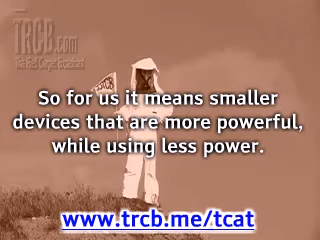 TRCB.com
So for us it means smaller
devices that are more powerful,
while using less power.
www.trcb.me/tcat